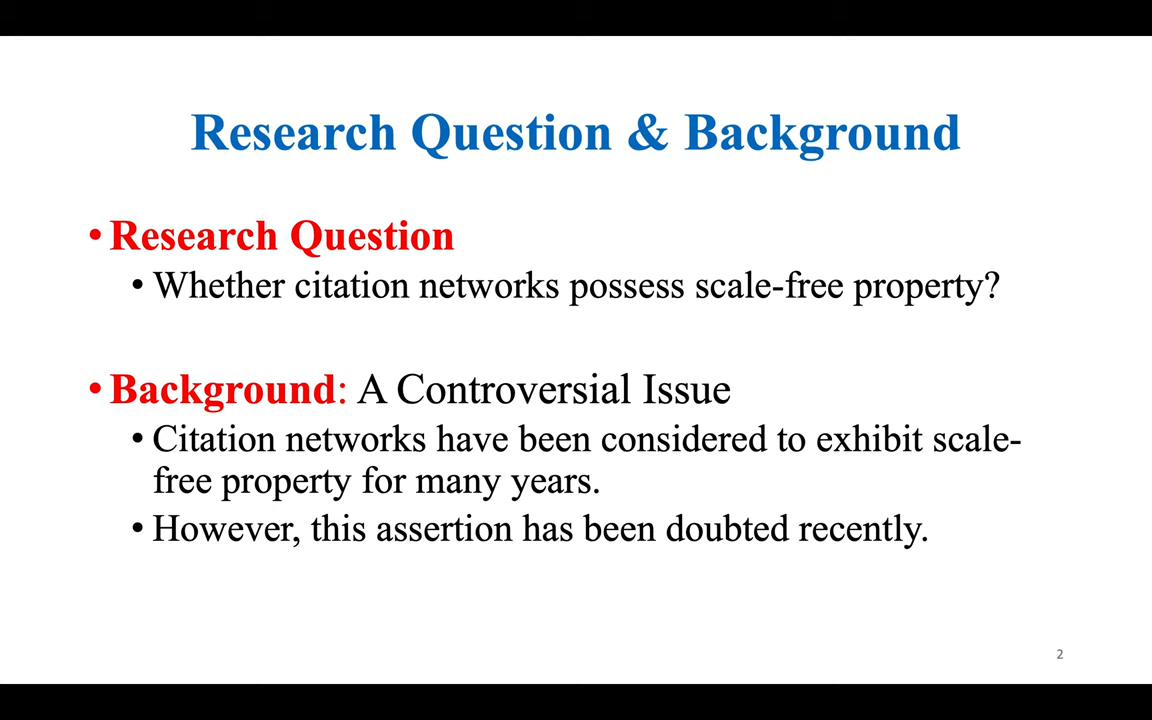 Research Question & Background
• Research Question
• Whether citation networks possess scale-free property?
• Background: A Controversial Issue
• Citation networks have been considered to exhibit scale-
free property for many years.
• However, this assertion has been doubted recently.
2